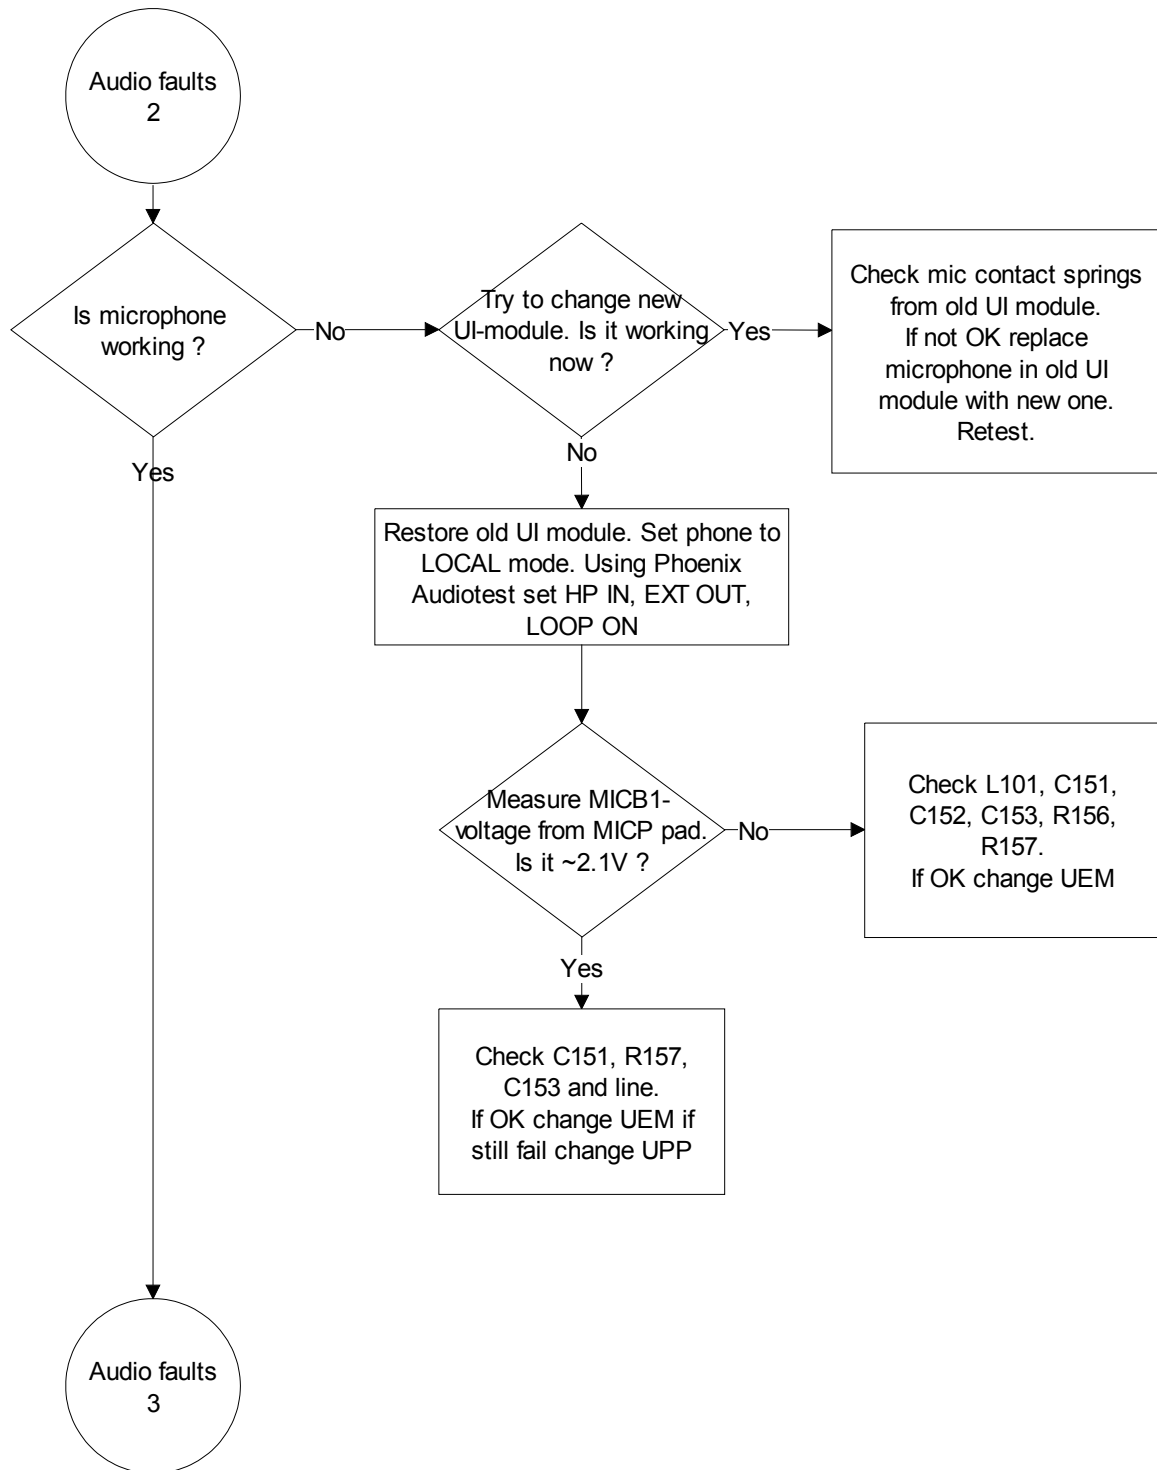 Audio faults
2
Is microphone
working ?
No
Try to change new
UI-module. Is it working
now ?
Yes
Check mic contact springs
from old UI module.
If not OK replace
microphone in old UI
module with new one.
Retest.
Yes
No
Restore old UI module. Set phone to
LOCAL mode. Using Phoenix
Audiotest set HP IN, EXT OUT,
LOOP ON
Measure MICB1-
voltage from MICP pad.
Is it ~2.1V ?
No
Check L101, C151,
C152, C153, R156,
R157.
If OK change UEM
Yes
Check C151, R157,
C153 and line.
If OK change UEM if
still fail change UPP
Audio faults
3